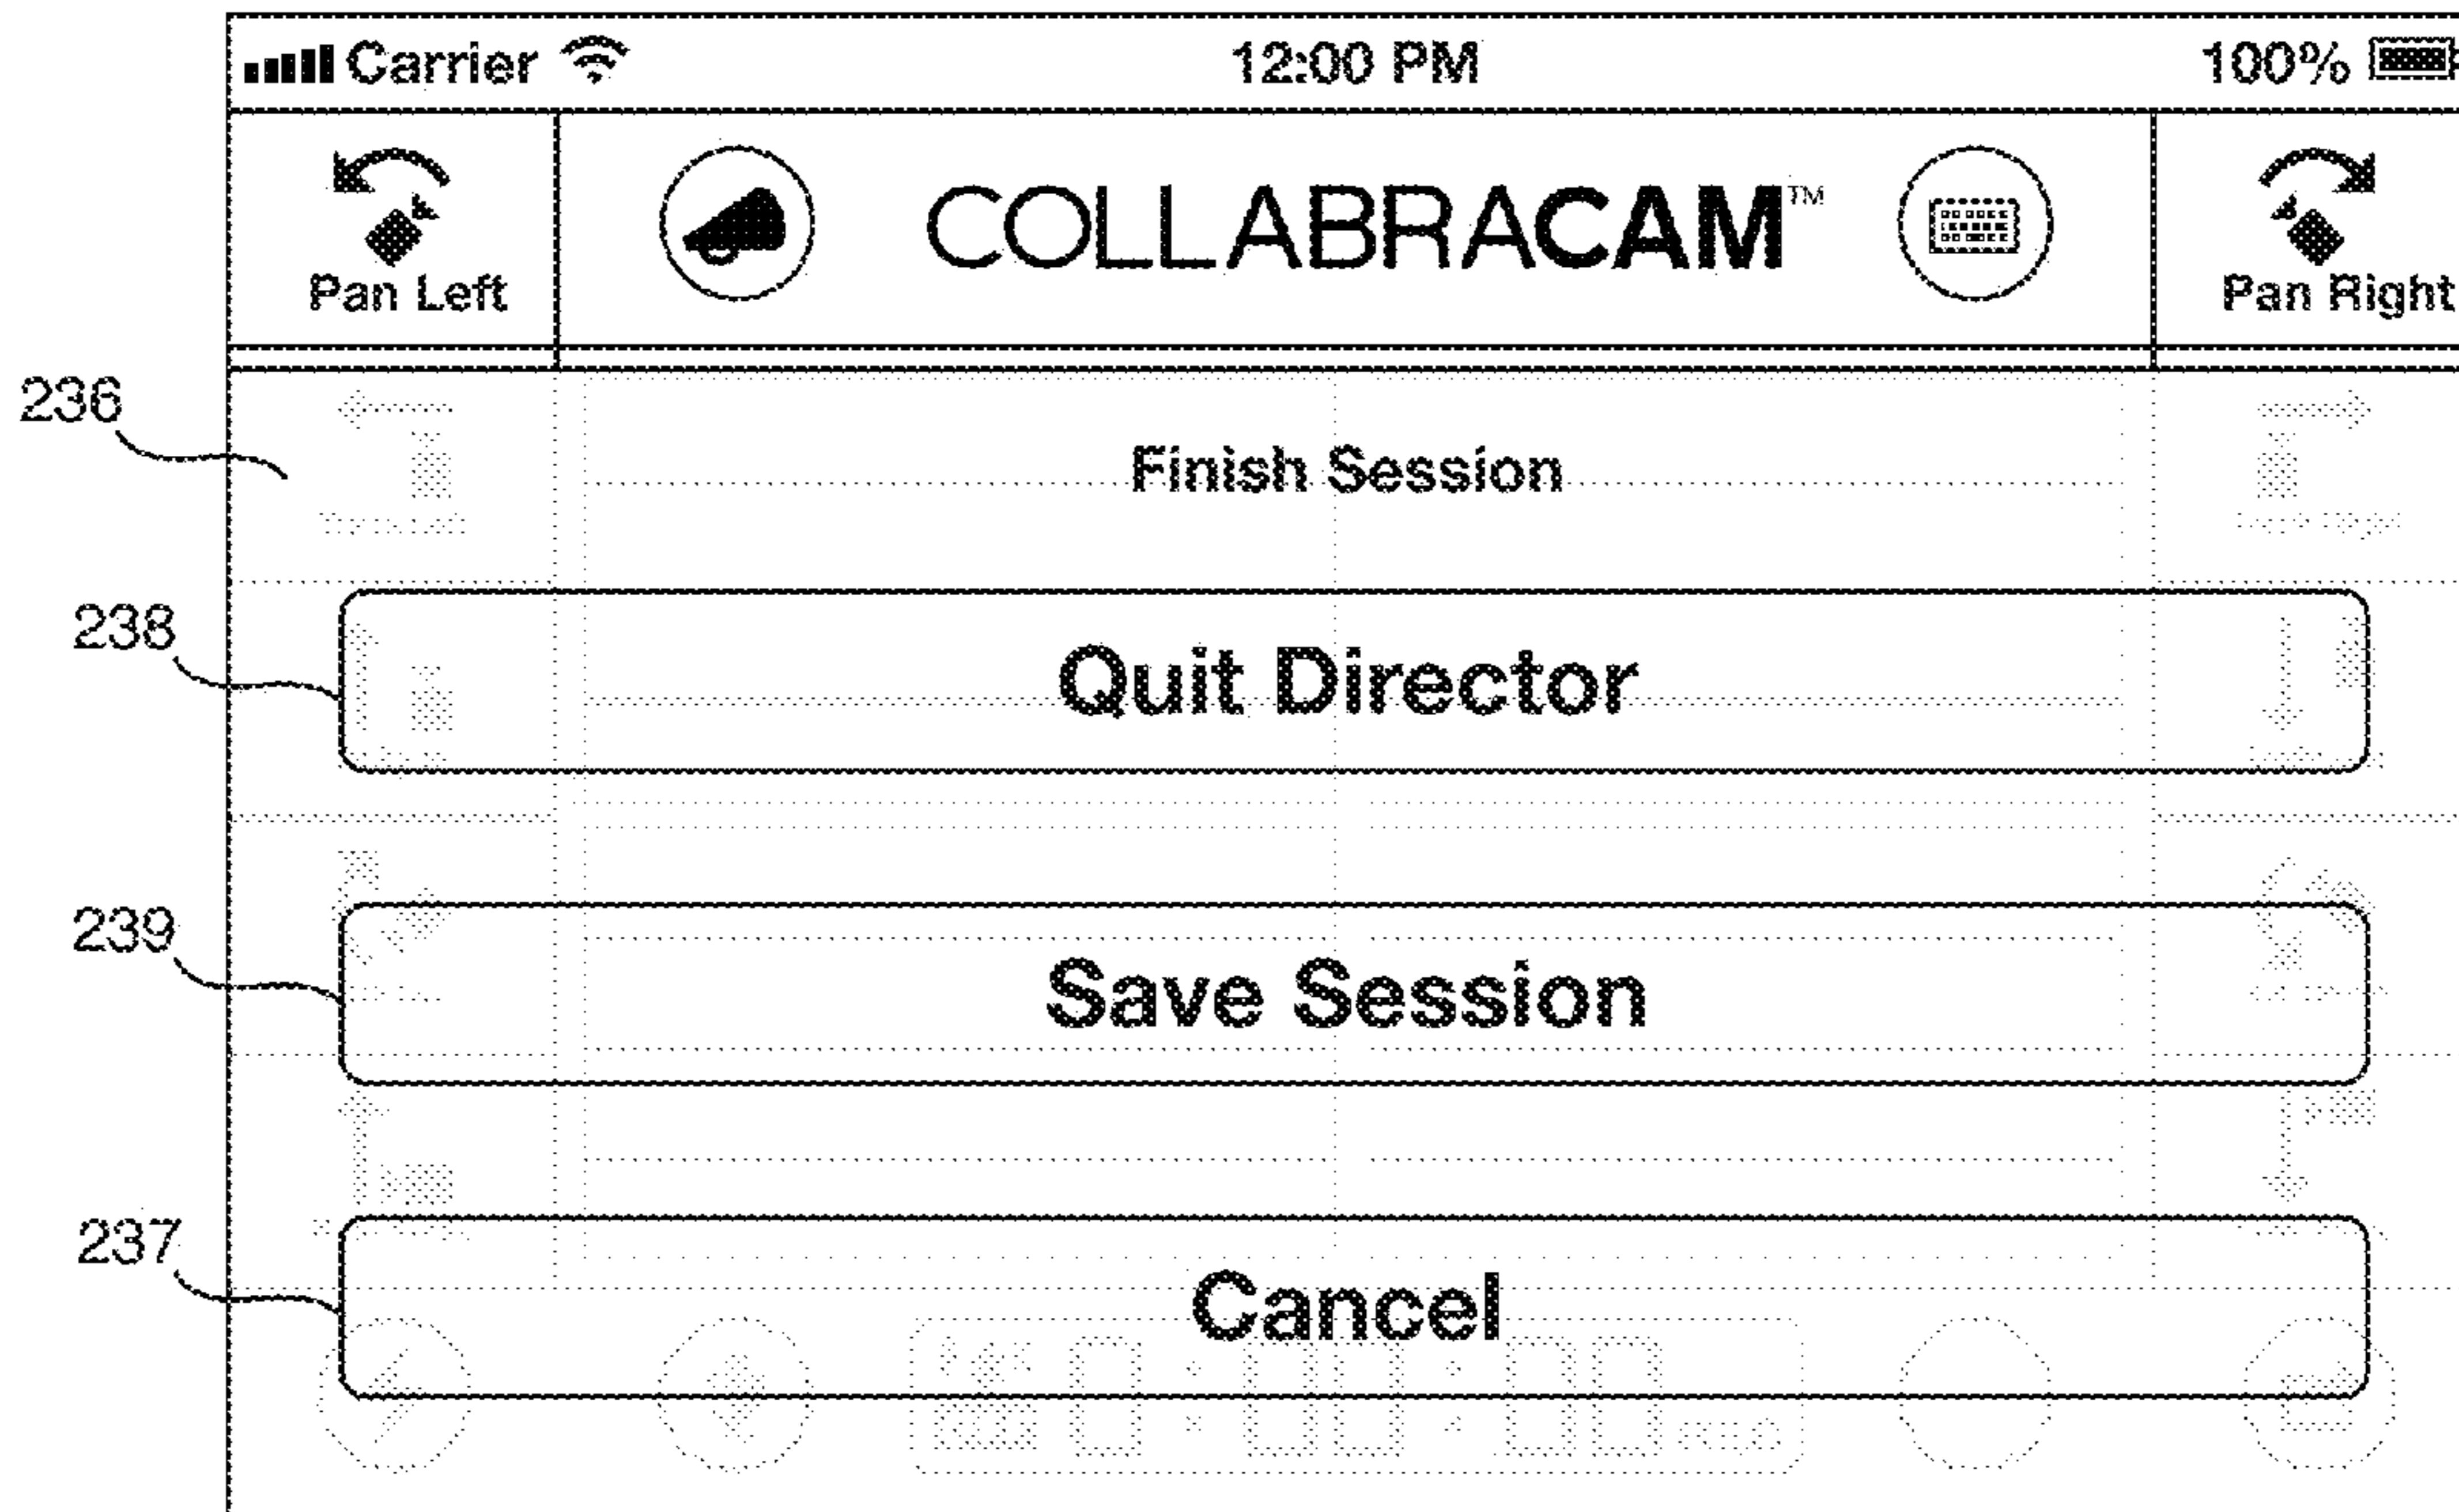 Carrier 12:00 PM 100%
Pan Left COLLABRACAM™ Pan Right
236
Finish Session
238
Quit Director
239
Save Session
237
Cancel